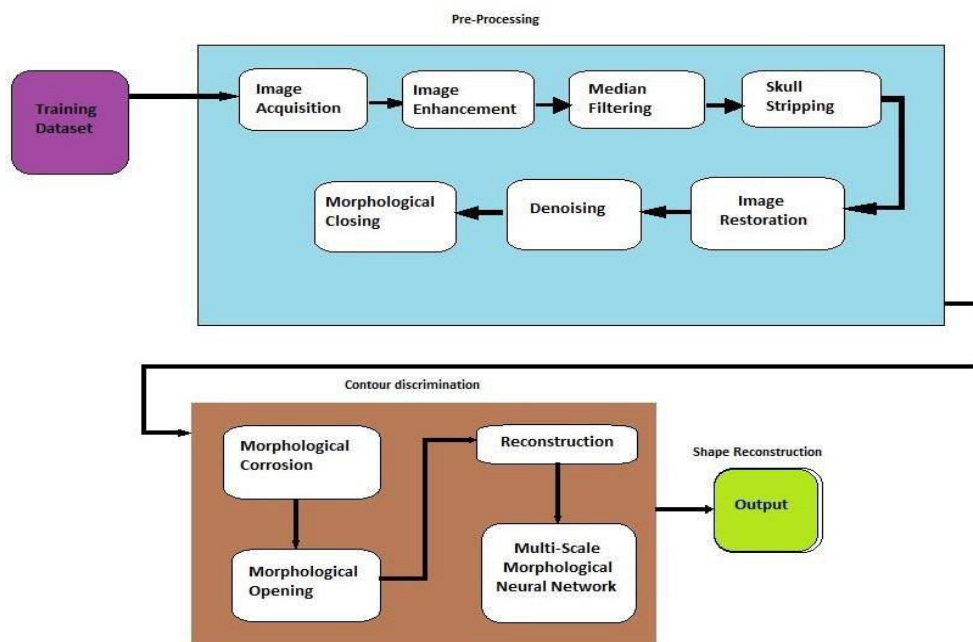 Pre-Processing
Training
Dataset
Image
Acquisition
Image
Enhancement
Median
Filtering
Skull
Stripping
Morphological
Closing
Denoising
Image
Restoration
Contour discrimination
Morphological
Corrosion
Reconstruction
Shape Reconstruction
Output
Morphological
Opening
Multi-Scale
Morphological
Neural Network